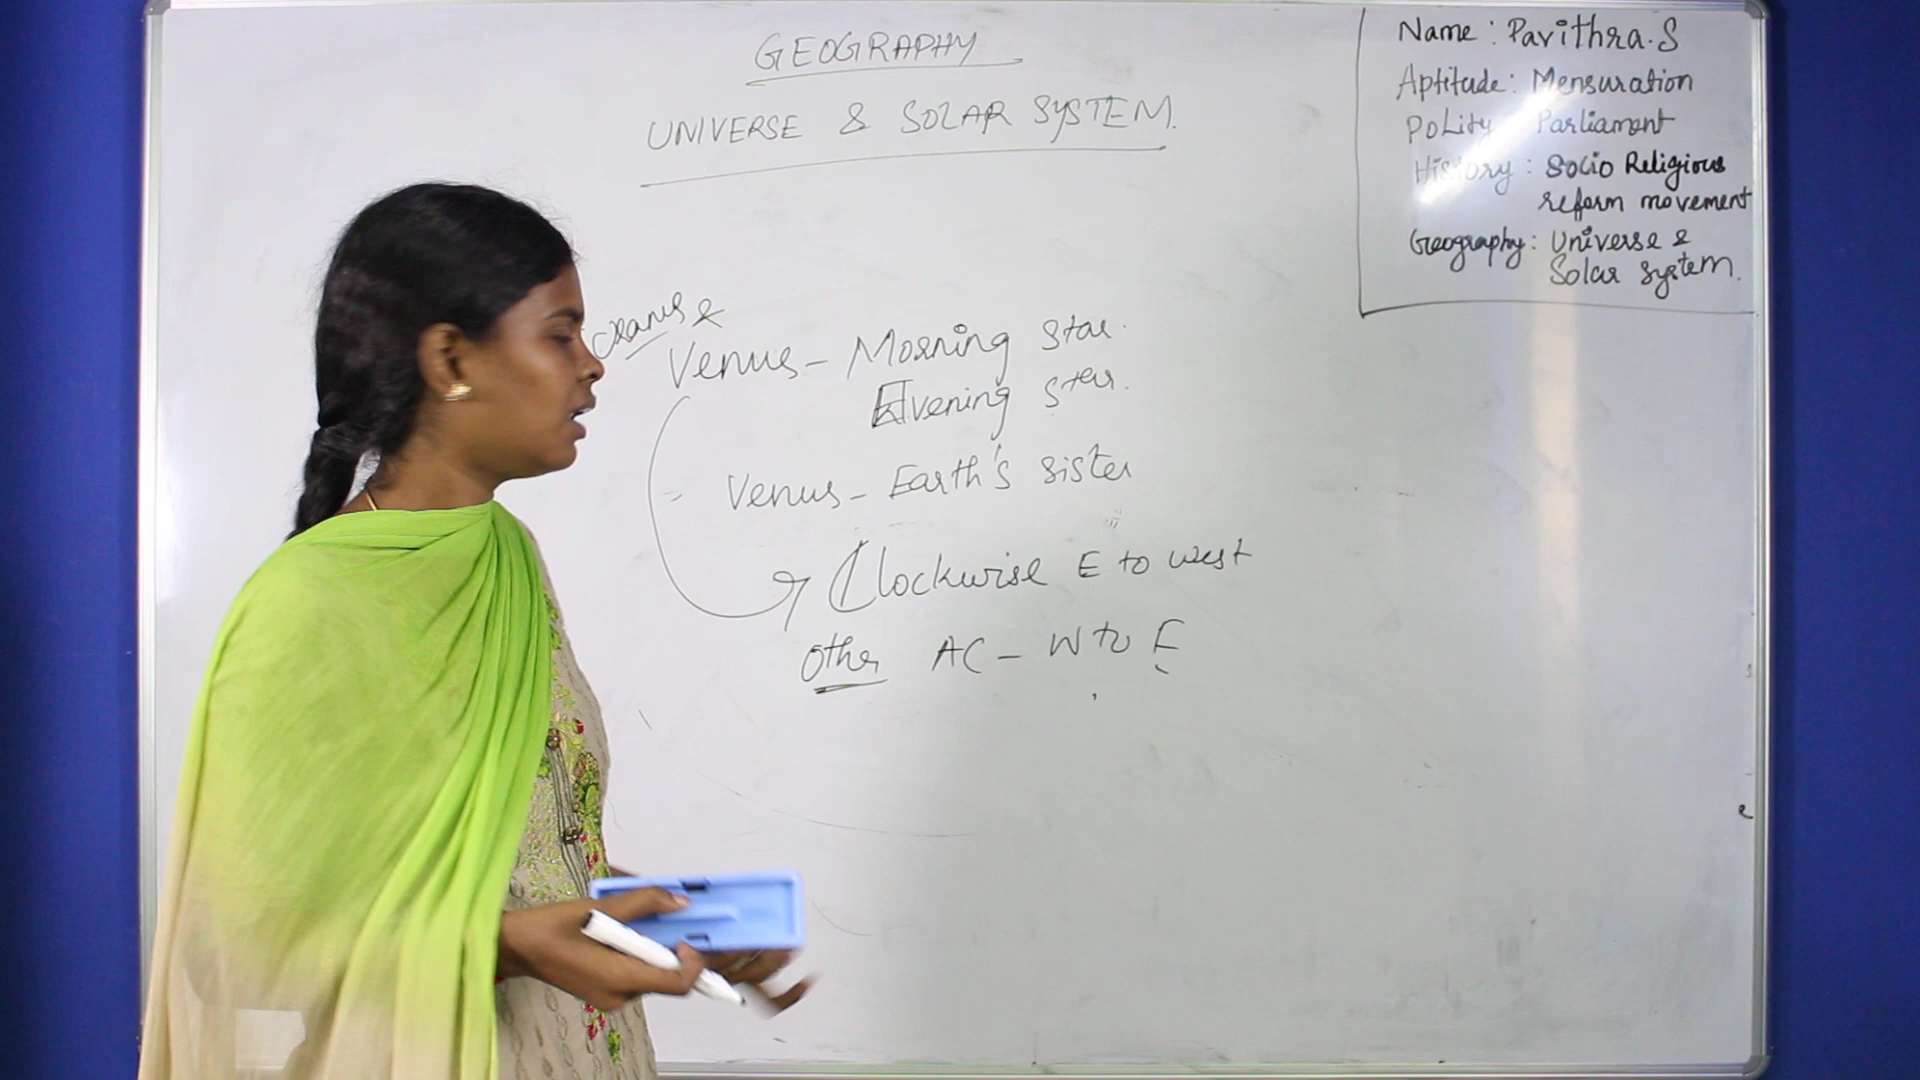 GEOGRAPHY
UNIVERSE & SOLAR SYSTEM.
Name : Pavithra.S
Aptitude : Mensuration
Polity Parliament
History : Socio Religious
reform movement
Geography : Universe &
Solar system.
&
Venus - Morning star.
Evening star.
Venus - Earth's sister
Clockwise E to west
Other AC - W to E